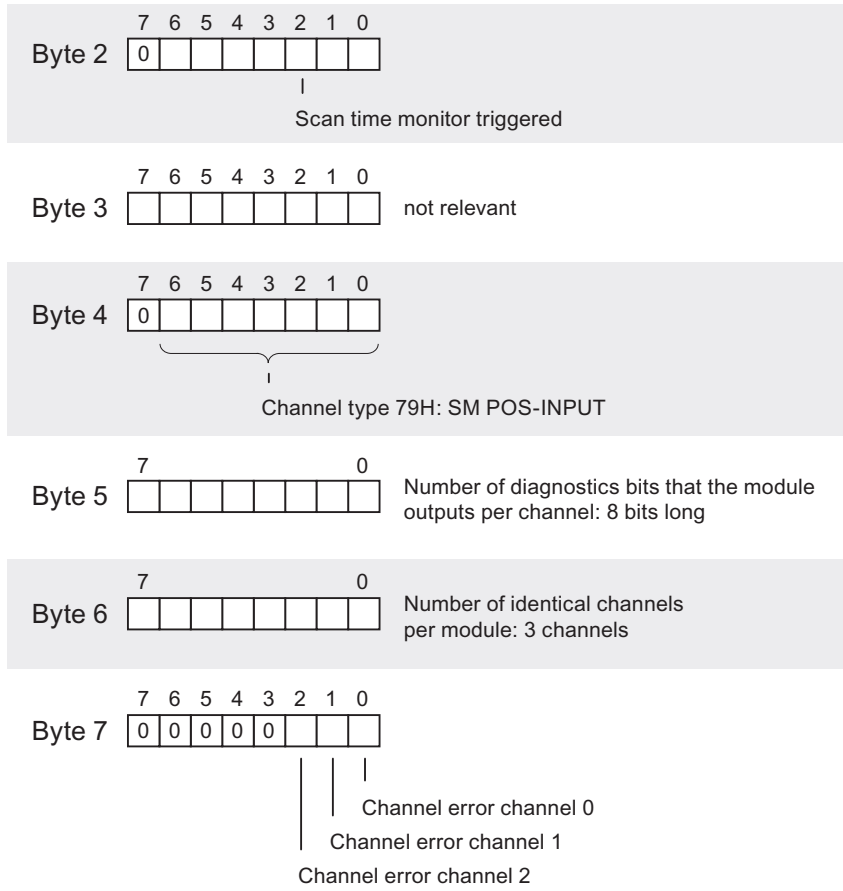 7 6 5 4 3 2 1 0
Byte 2 0
Scan time monitor triggered
7 6 5 4 3 2 1 0
Byte 3 not relevant
7 6 5 4 3 2 1 0
Byte 4 0
Channel type 79H: SM POS-INPUT
7 0
Byte 5
Number of diagnostics bits that the module
outputs per channel: 8 bits long
7 0
Byte 6
Number of identical channels
per module: 3 channels
7 6 5 4 3 2 1 0
Byte 7 0 0 0 0 0
Channel error channel 0
Channel error channel 1
Channel error channel 2